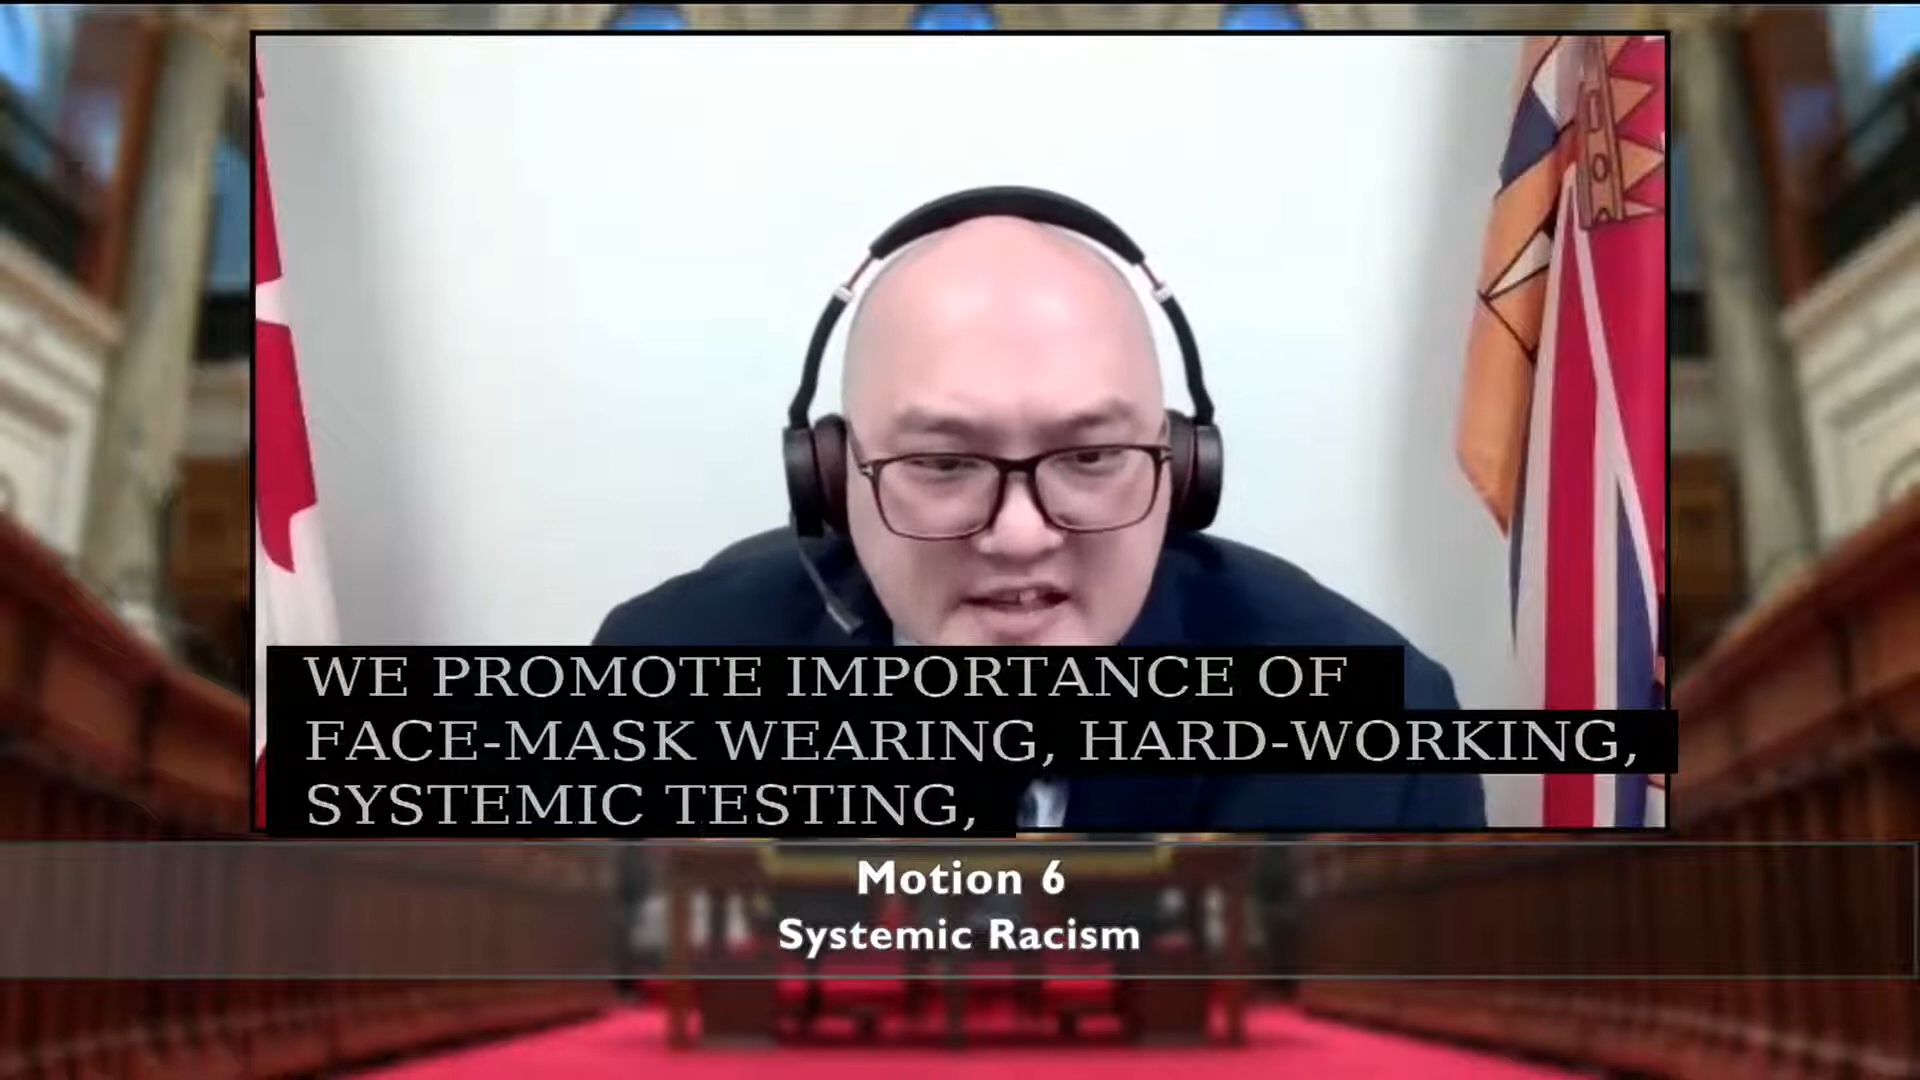 WE PROMOTE IMPORTANCE OF
FACE-MASK WEARING, HARD-WORKING,
SYSTEMIC TESTING,
Motion 6
Systemic Racism